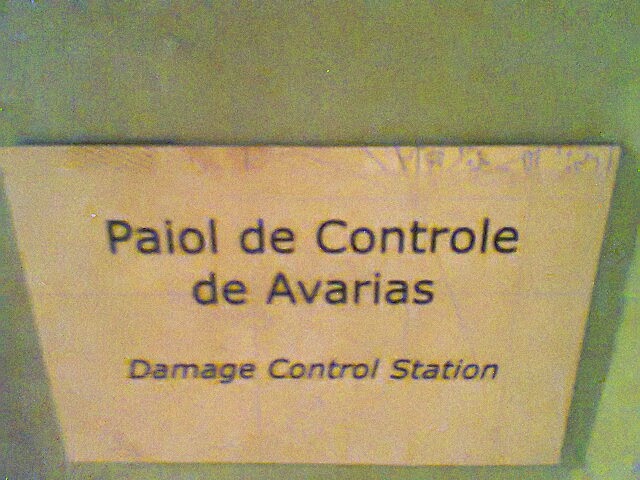 Paiol de Controle
de Avarias
Damage Control Station